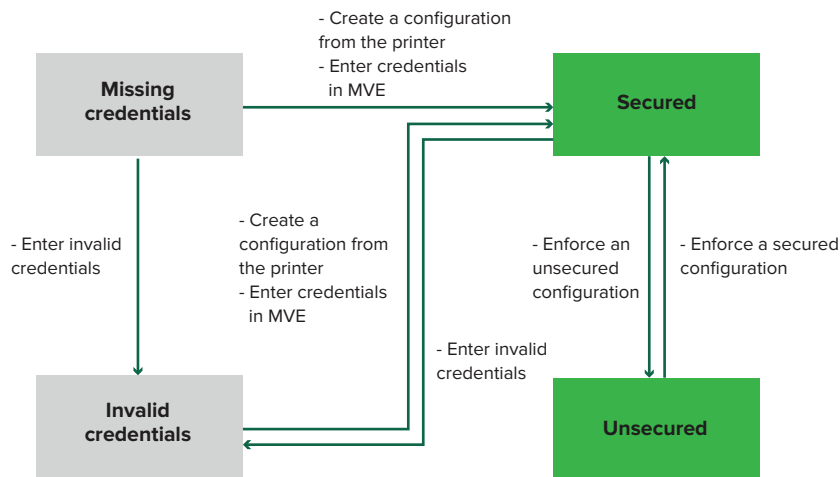 - Create a configuration
from the printer
- Enter credentials
in MVE
Missing
credentials
Secured
- Enter invalid
credentials
- Create a
configuration from
the printer
- Enter credentials
in MVE
- Enforce an
unsecured
configuration
- Enforce a secured
configuration
- Enter invalid
credentials
Invalid
credentials
Unsecured